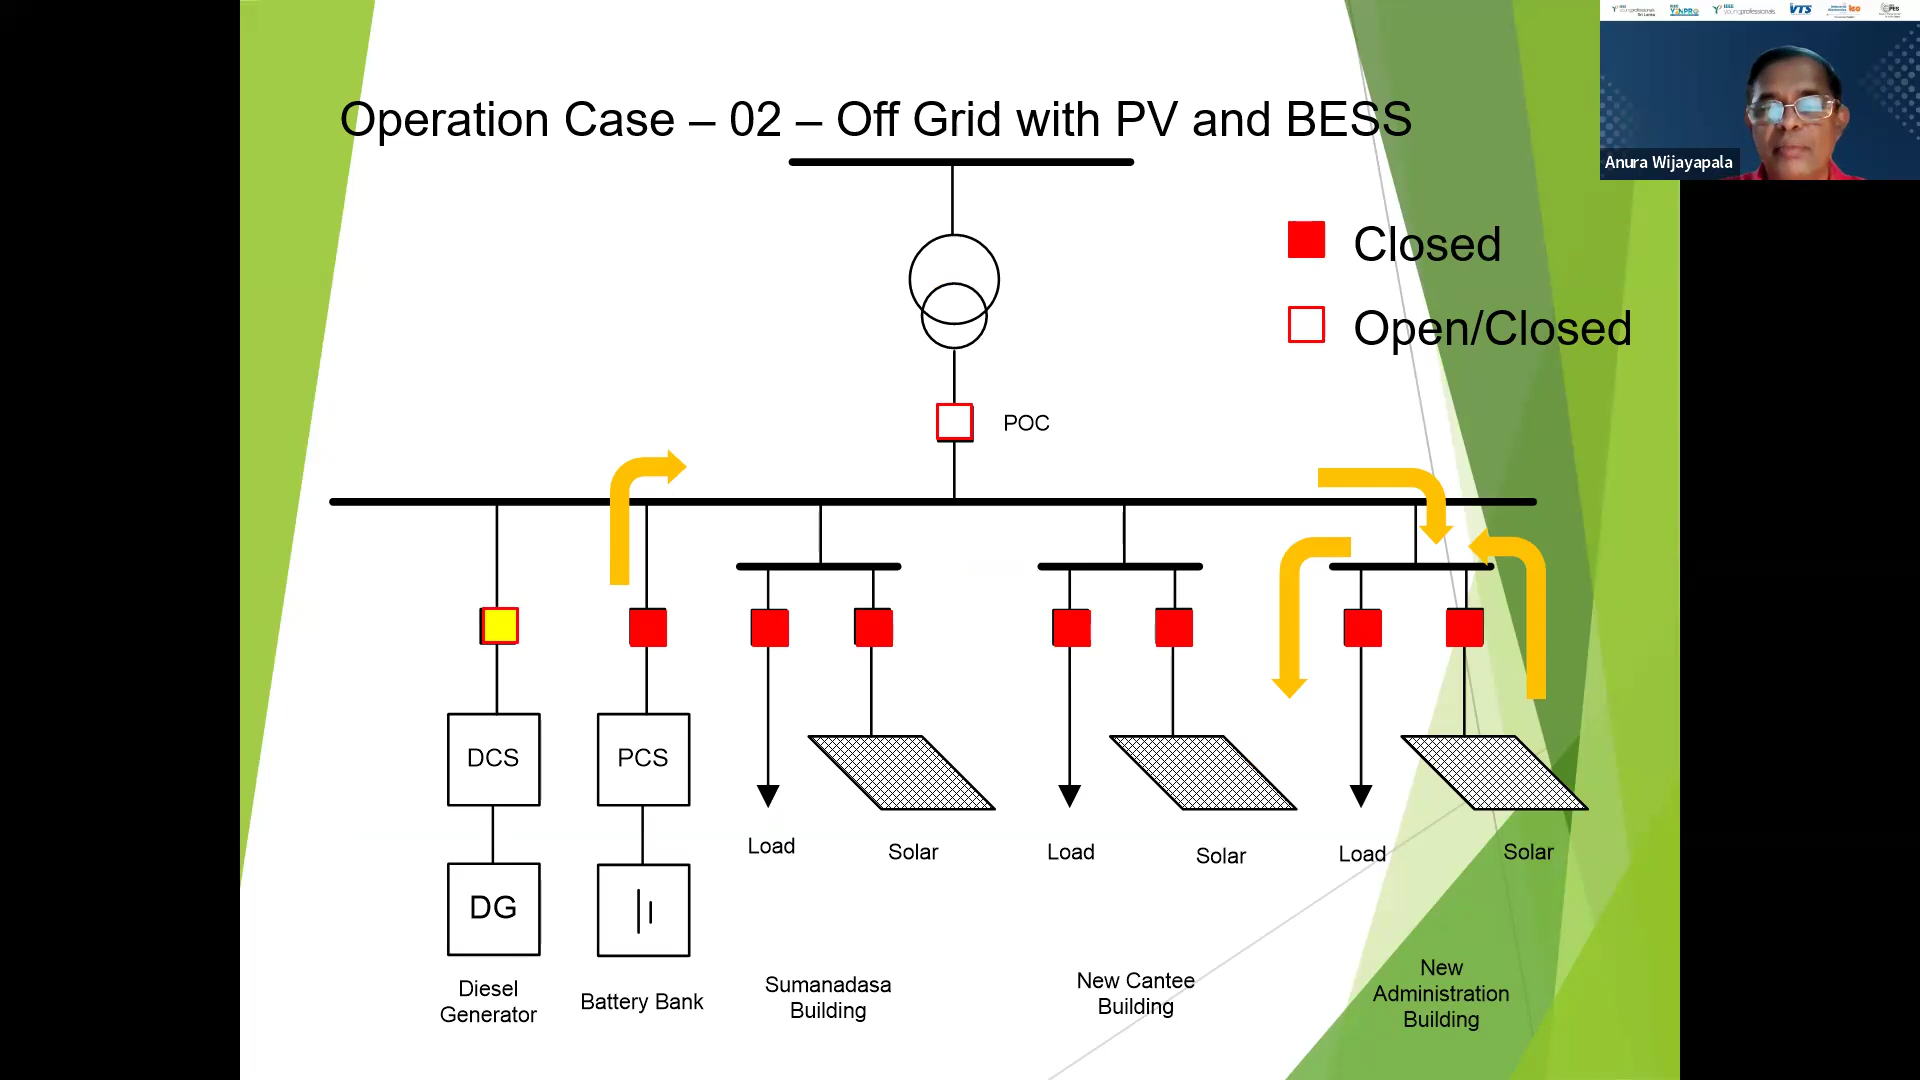 Operation Case – 02 – Off Grid with PV and BESS
VTS
Anura Wijayapala
Closed
Open/Closed
POC
DCS
PCS
DG
Load
Solar
Load
Solar
Load
Solar
Diesel
Generator
Battery Bank
Sumanadasa
Building
New Cantee
Building
New
Administration
Building